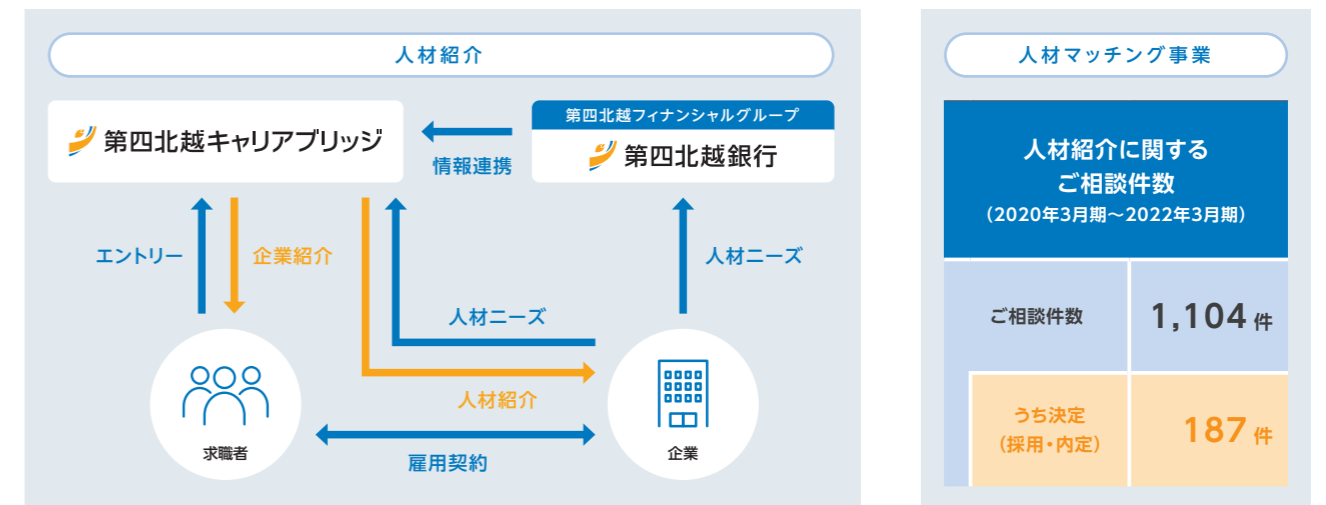 人材紹介
第四北越キャリアブリッジ
情報連携
第四北越フィナンシャルグループ
第四北越銀行
エントリー
企業紹介
人材ニーズ
人材ニーズ
人材紹介
雇用契約
求職者
企業
人材マッチング事業
人材紹介に関する
ご相談件数
（2020年3月期～2022年3月期）
ご相談件数 1,104件
うち決定
（採用・内定）
187件